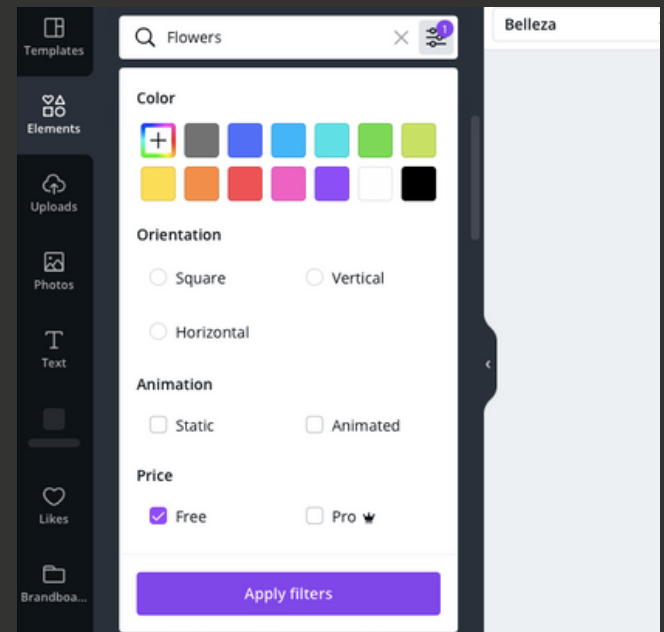 Templates
Elements
Uploads
Photos
Text
Likes
Brandboa...
Flowers
1
Color
Orientation
Square Vertical
Horizontal
Animation
Static Animated
Price
Free Pro
Apply filters
Belleza